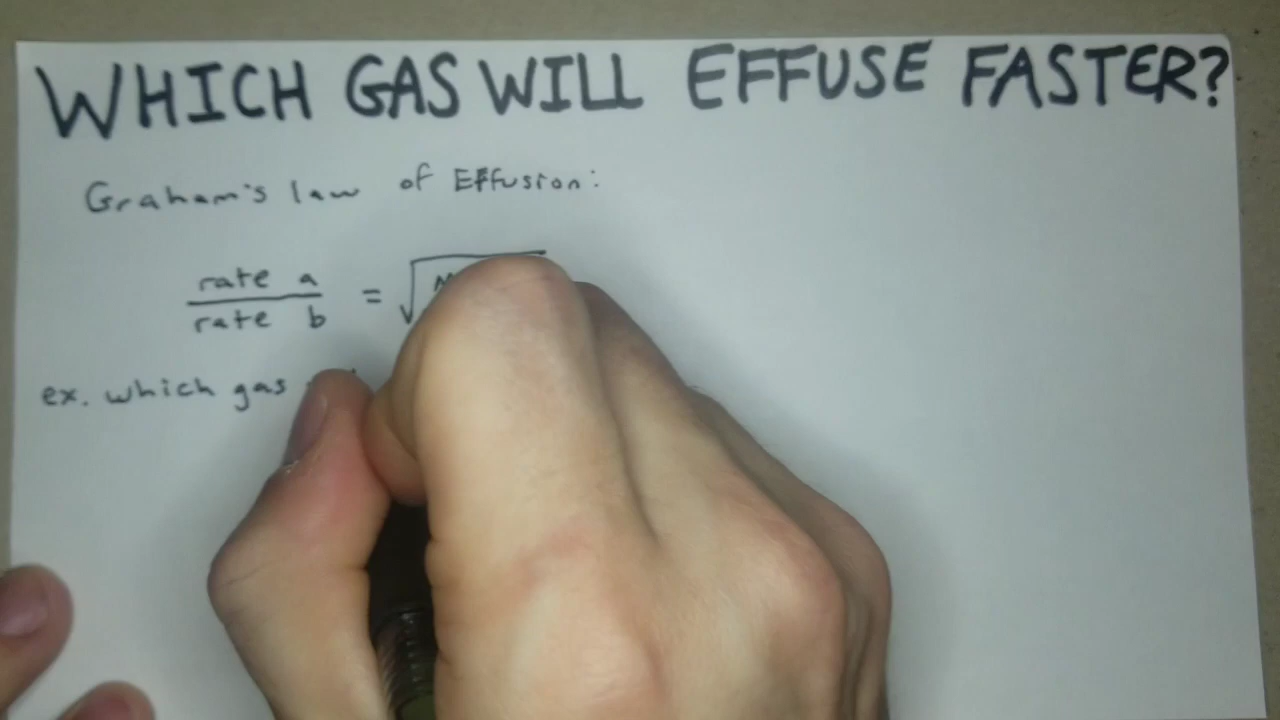 WHICH GAS WILL EFFUSE FASTER?
Graham's law of Effusion:
rate a
rate b
= √
ex. which gas